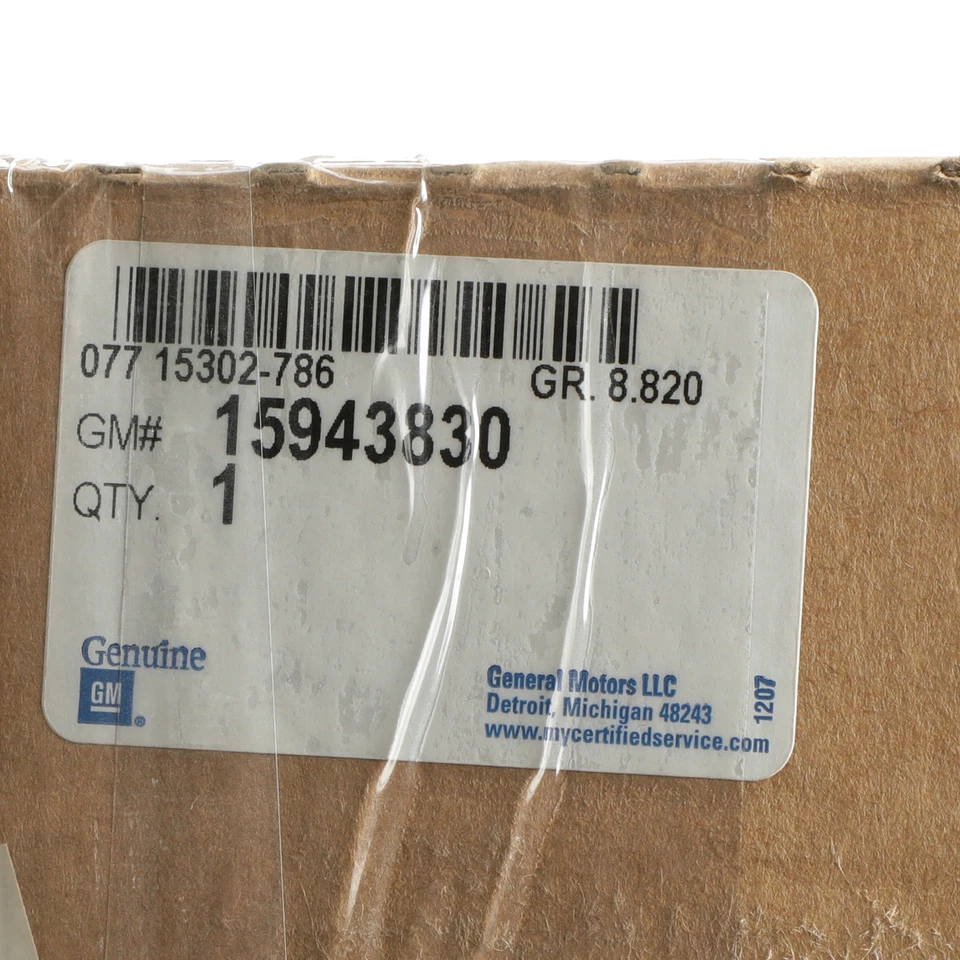 077 15302-786
GR. 8.820
GM# 15943830
QTY. 1
Genuine
GM®
General Motors LLC
Detroit, Michigan 48243
www.mycertifiedservice.com
1207